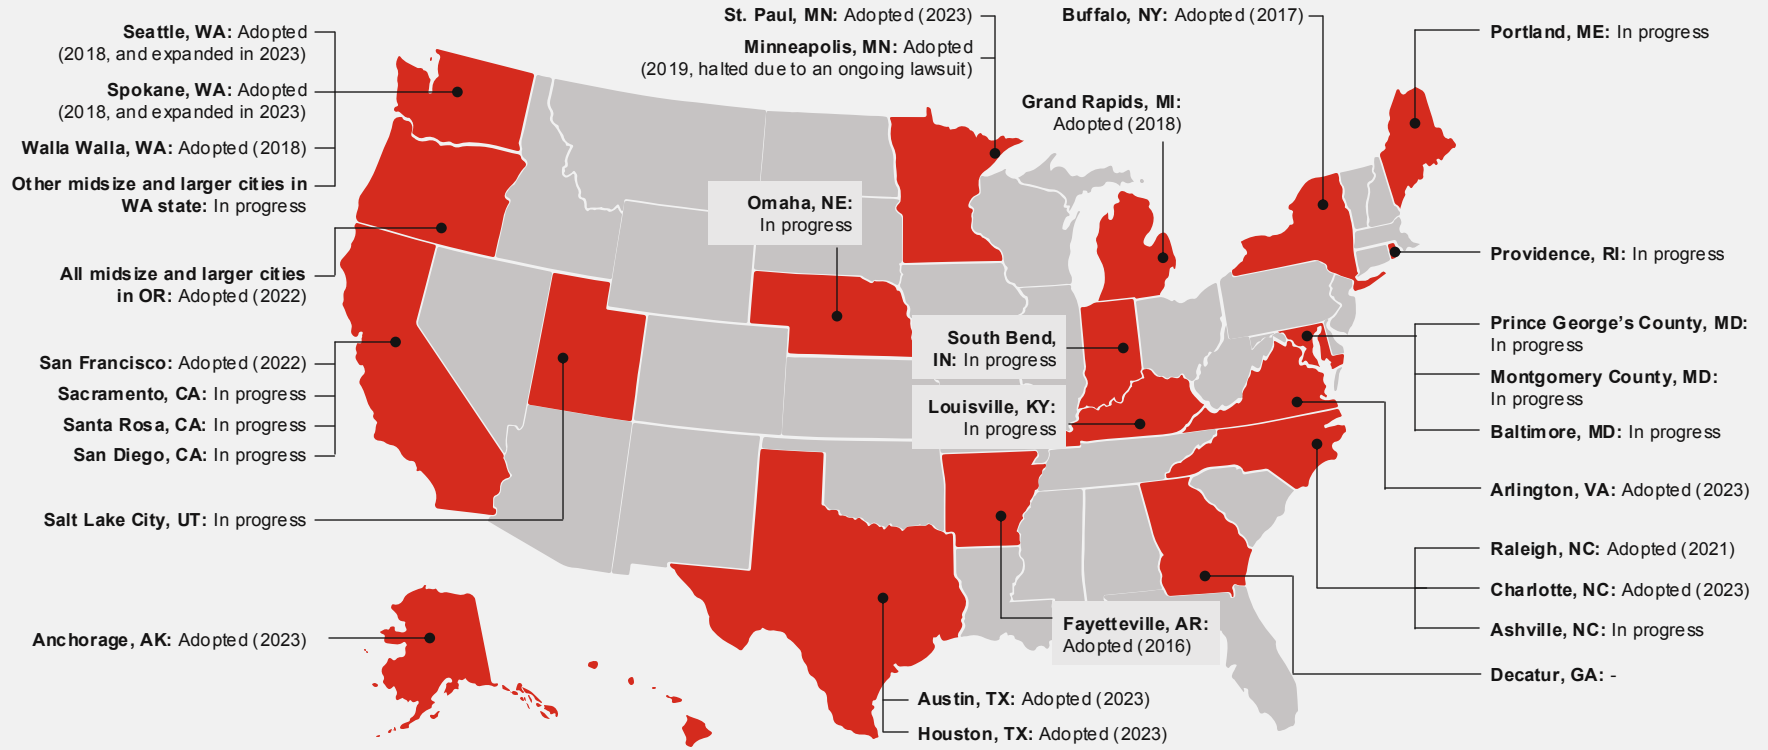 Seattle, WA: Adopted
(2018, and expanded in 2023)
Spokane, WA: Adopted
(2018, and expanded in 2023)
Walla Walla, WA: Adopted (2018)
Other midsize and larger cities in
WA state: In progress
All midsize and larger cities
in OR: Adopted (2022)
San Francisco: Adopted (2022)
Sacramento, CA: In progress
Santa Rosa, CA: In progress
San Diego, CA: In progress
Salt Lake City, UT: In progress
Anchorage, AK: Adopted (2023)
St. Paul, MN: Adopted (2023)
Minneapolis, MN: Adopted
(2019, halted due to an ongoing lawsuit)
Omaha, NE:
In progress
Buffalo, NY: Adopted (2017)
Grand Rapids, MI:
Adopted (2018)
South Bend,
IN: In progress
Louisville, KY:
In progress
Fayetteville, AR:
Adopted (2016)
Austin, TX: Adopted (2023)
Houston, TX: Adopted (2023)
Portland, ME: In progress
Providence, RI: In progress
Prince George’s County, MD:
In progress
Montgomery County, MD:
In progress
Baltimore, MD: In progress
Arlington, VA: Adopted (2023)
Raleigh, NC: Adopted (2021)
Charlotte, NC: Adopted (2023)
Ashville, NC: In progress
Decatur, GA: -